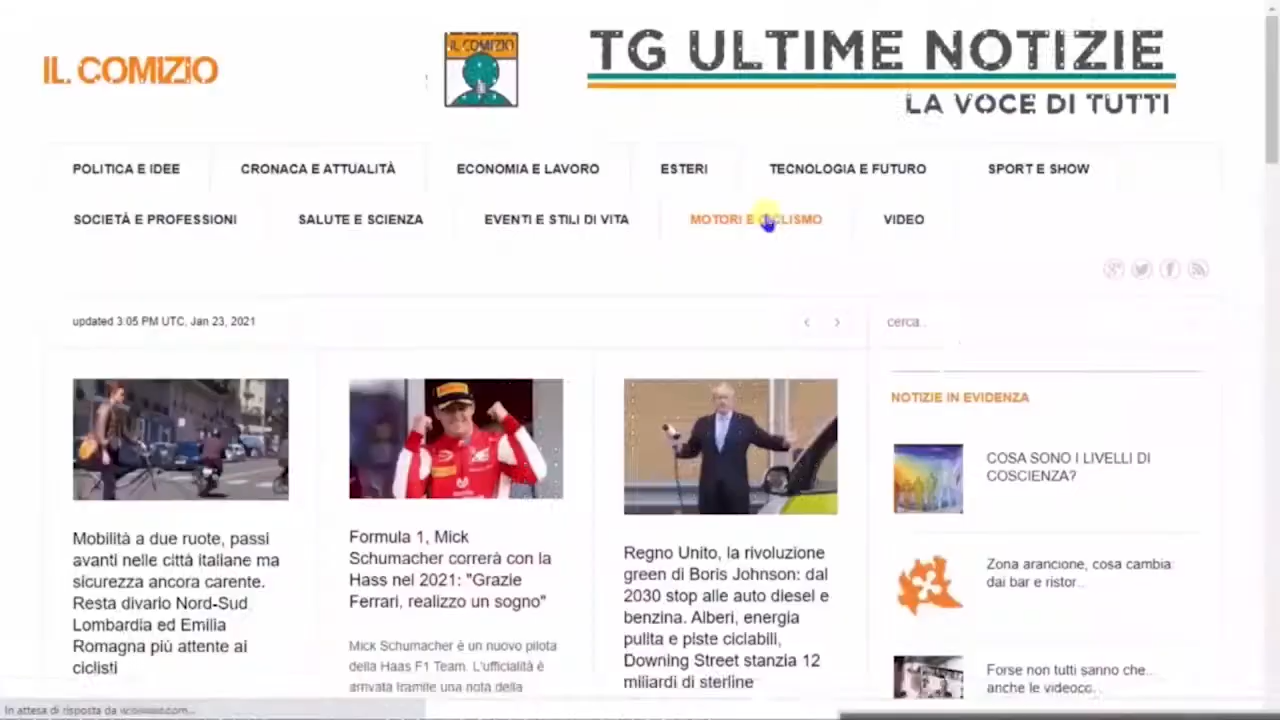 IL COMIZIO
IL COMIZIO
TG ULTIME NOTIZIE
LA VOCE DI TUTTI
POLITICA E IDEE
CRONACA E ATTUALITÀ
ECONOMIA E LAVORO
ESTERI
TECNOLOGIA E FUTURO
SPORT E SHOW
SOCIETÀ E PROFESSIONI
SALUTE E SCIENZA
EVENTI E STILI DI VITA
MOTORI E CICLISMO
VIDEO
updated 3:05 PM UTC, Jan 23, 2021
cerca..
NOTIZIE IN EVIDENZA
COSA SONO I LIVELLI DI
COSCIENZA?
Zona arancione, cosa cambia:
dai bar e ristor...
Forse non tutti sanno che...
anche le videoco...
Mobilità a due ruote, passi
avanti nelle città italiane ma
sicurezza ancora carente.
Resta divario Nord-Sud.
Lombardia ed Emilia
Romagna più attente ai
ciclisti
Formula 1, Mick
Schumacher correrà con la
Hass nel 2021: "Grazie
Ferrari, realizzo un sogno"
Mick Schumacher è un nuovo pilota
della Haas F1 Team. L'ufficialità è
arrivata tramite una nota della
Regno Unito, la rivoluzione
green di Boris Johnson: dal
2030 stop alle auto diesel e
benzina. Alberi, energia
pulita e piste ciclabili,
Downing Street stanzia 12
miliardi di sterline
In attesa di risposta da